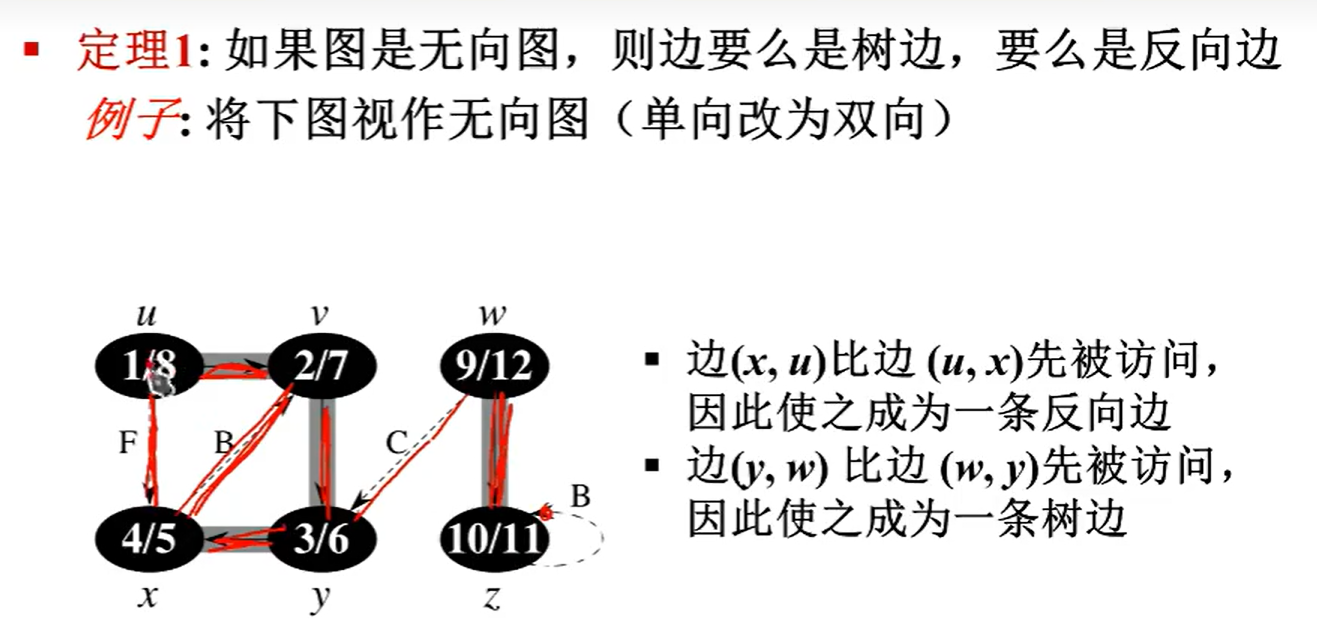 定理1: 如果图是无向图，则边要么是树边，要么是反向边
例子: 将下图视作无向图（单向改为双向）
u v w
1/8 2/7 9/12
F B C
B
4/5 3/6 10/11
x y z
边(x, u)比边 (u, x)先被访问，
因此使之成为一条反向边
边(y, w) 比边 (w, y)先被访问，
因此使之成为一条树边